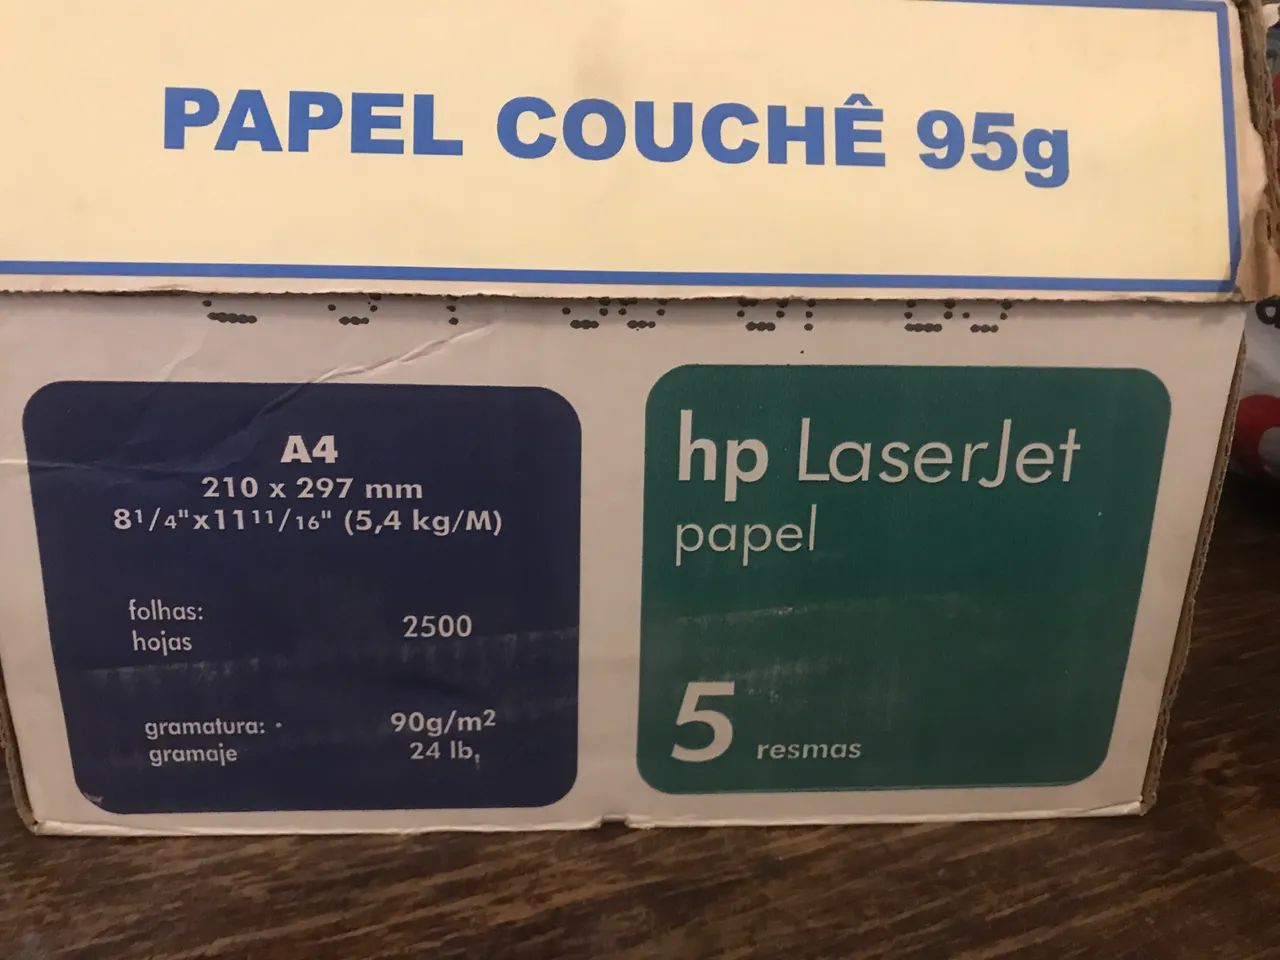 PAPEL COUCHÊ 95g
A4
210 x 297 mm
8 1/4"x11 11/16" (5,4 kg/M)
folhas:
hojas
2500
gramatura:
gramaje
90g/m2
24 lb,
hp LaserJet
papel
5 resmas